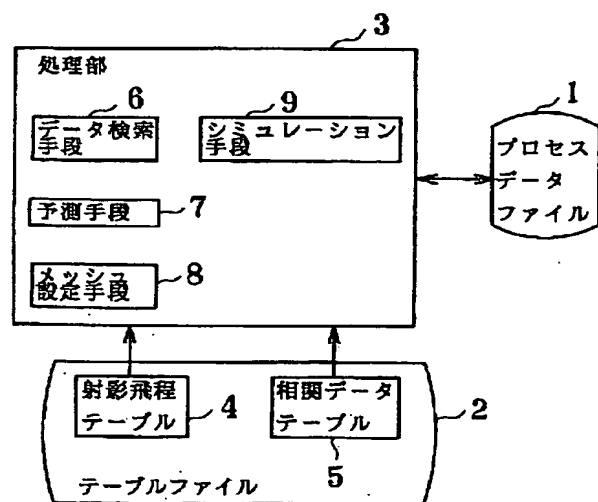 3
処理部
6
データ検索
手段
9
シミュレーション
手段
1
プロセス
データ
ファイル
予測手段
7
メッシュ
設定手段
8
射影飛程
テーブル
4
相関データ
テーブル
5
2
テーブルファイル